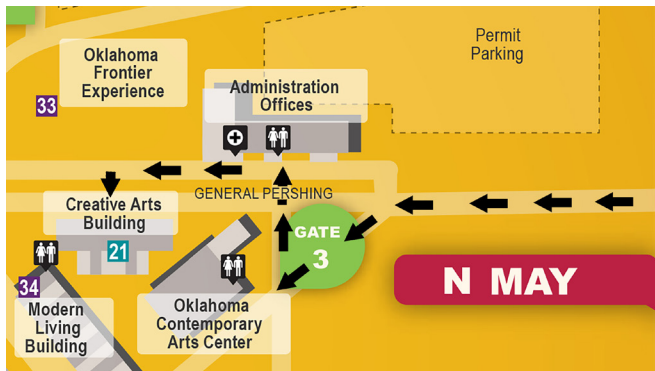 Oklahoma
Frontier
Experience
33
Administration
Offices
Permit
Parking
GENERAL PERSHING
Creative Arts
Building
21
GATE
3
N MAY
34
Modern
Living
Building
Oklahoma
Contemporary
Arts Center